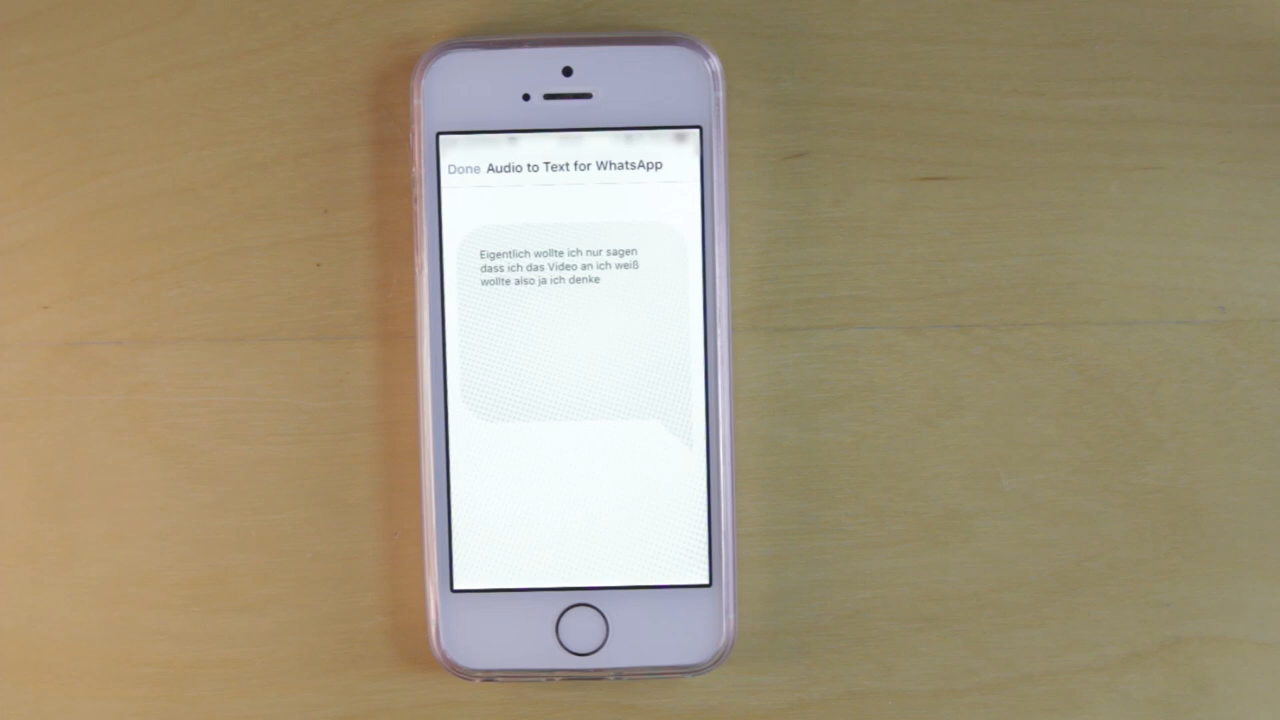 Done Audio to Text for WhatsApp
Eigentlich wollte ich nur sagen
dass ich das Video an ich weiß
wollte also ja ich denke